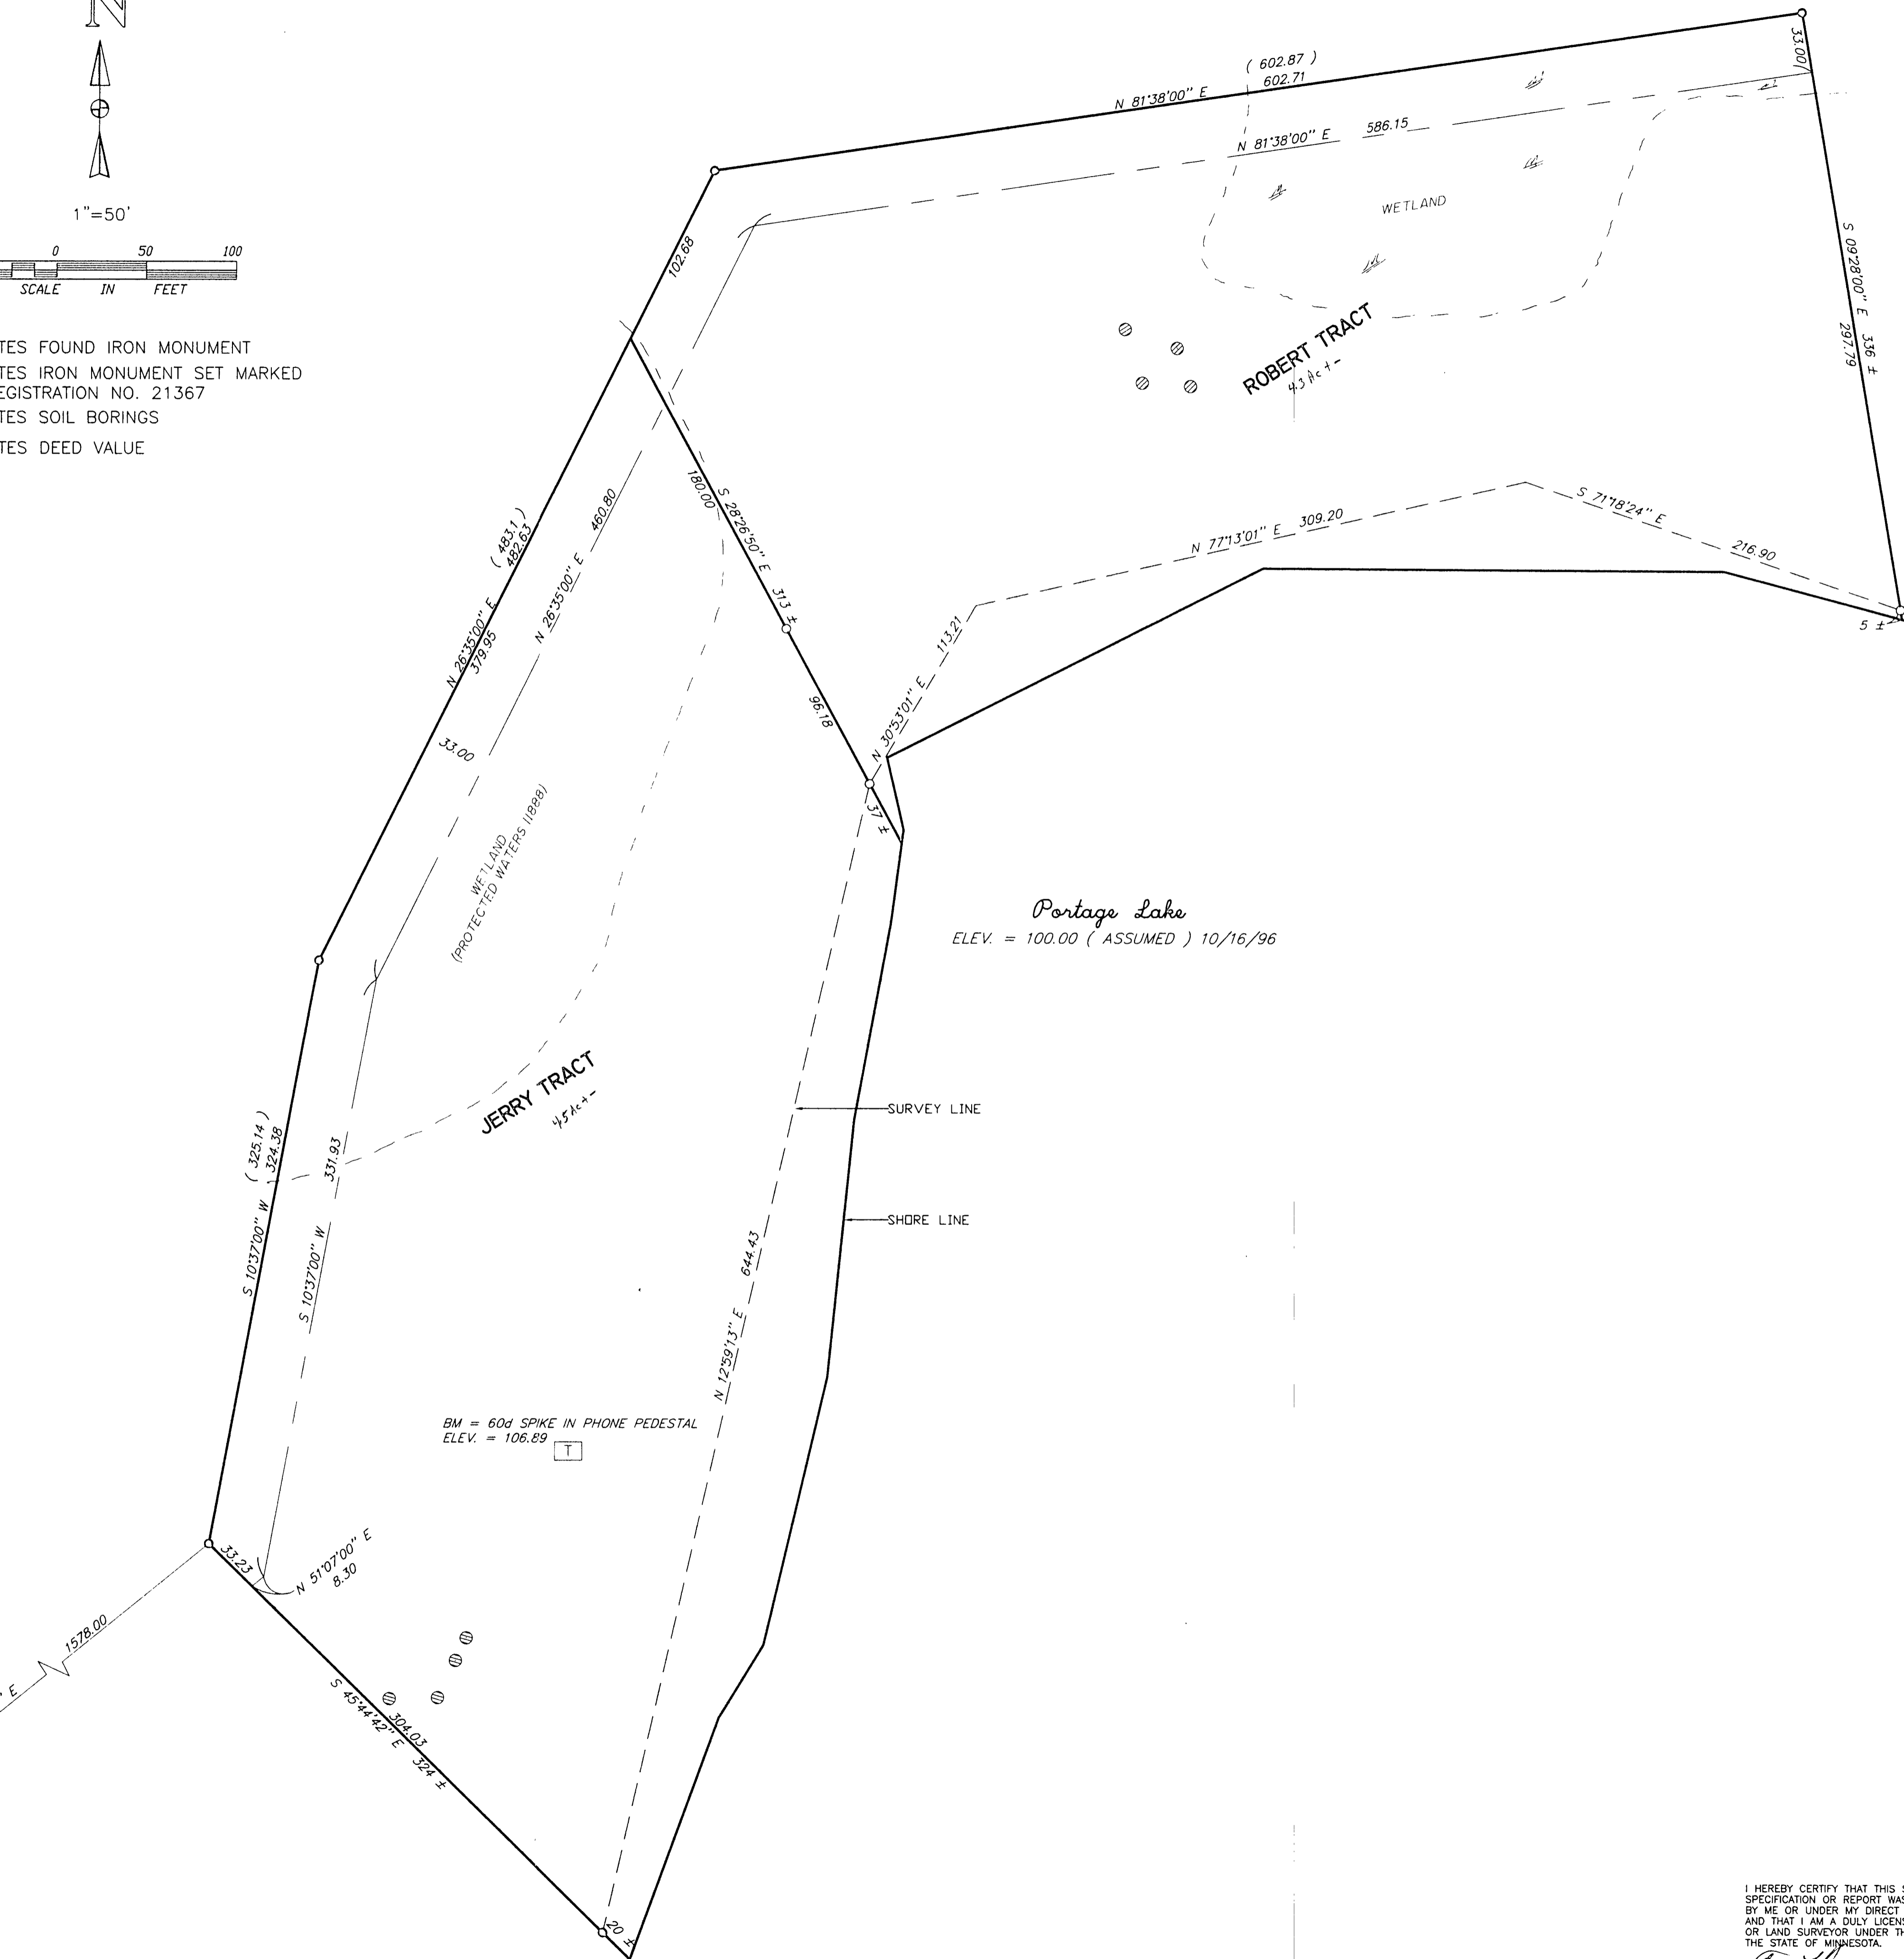 N
1"=50'
0 50 100
SCALE IN FEET
TES FOUND IRON MONUMENT
TES IRON MONUMENT SET MARKED
EGISTRATION NO. 21367
TES SOIL BORINGS
TES DEED VALUE
( 602.87 )
N 81°38'00" E 602.71
33.00
N 81°38'00" E 586.15
WETLAND
S 09°28'00" E 336 ±
297.79
102.68
ROBERT TRACT
4.3 Ac +-
( 483.1 )
482.63
N 26°35'00" E
379.95
460.80
N 26°35'00" E
180.00
S 28°26'50" E 313 ±
96.18
37 ±
N 77°13'01" E 309.20
S 71°18'24" E
216.90
5 ±
113.21
N 30°53'01" E
33.00
WETLAND
(PROTECTED WATERS 11888)
Portage Lake
ELEV. = 100.00 ( ASSUMED ) 10/16/96
JERRY TRACT
4.5 Ac +-
SURVEY LINE
SHORE LINE
( 325.14 )
324.38
S 10°37'00" W
331.93
S 10°37'00" W
644.43
N 12°59'13" E
BM = 60d SPIKE IN PHONE PEDESTAL
ELEV. = 106.89
T
33.23
N 51°07'00" E
8.30
1578.00
" E
304.03
S 45°44'42" E 324 ±
20 ±
I HEREBY CERTIFY THAT THIS S
SPECIFICATION OR REPORT WAS
BY ME OR UNDER MY DIRECT
AND THAT I AM A DULY LICENS
OR LAND SURVEYOR UNDER TH
THE STATE OF MINNESOTA.